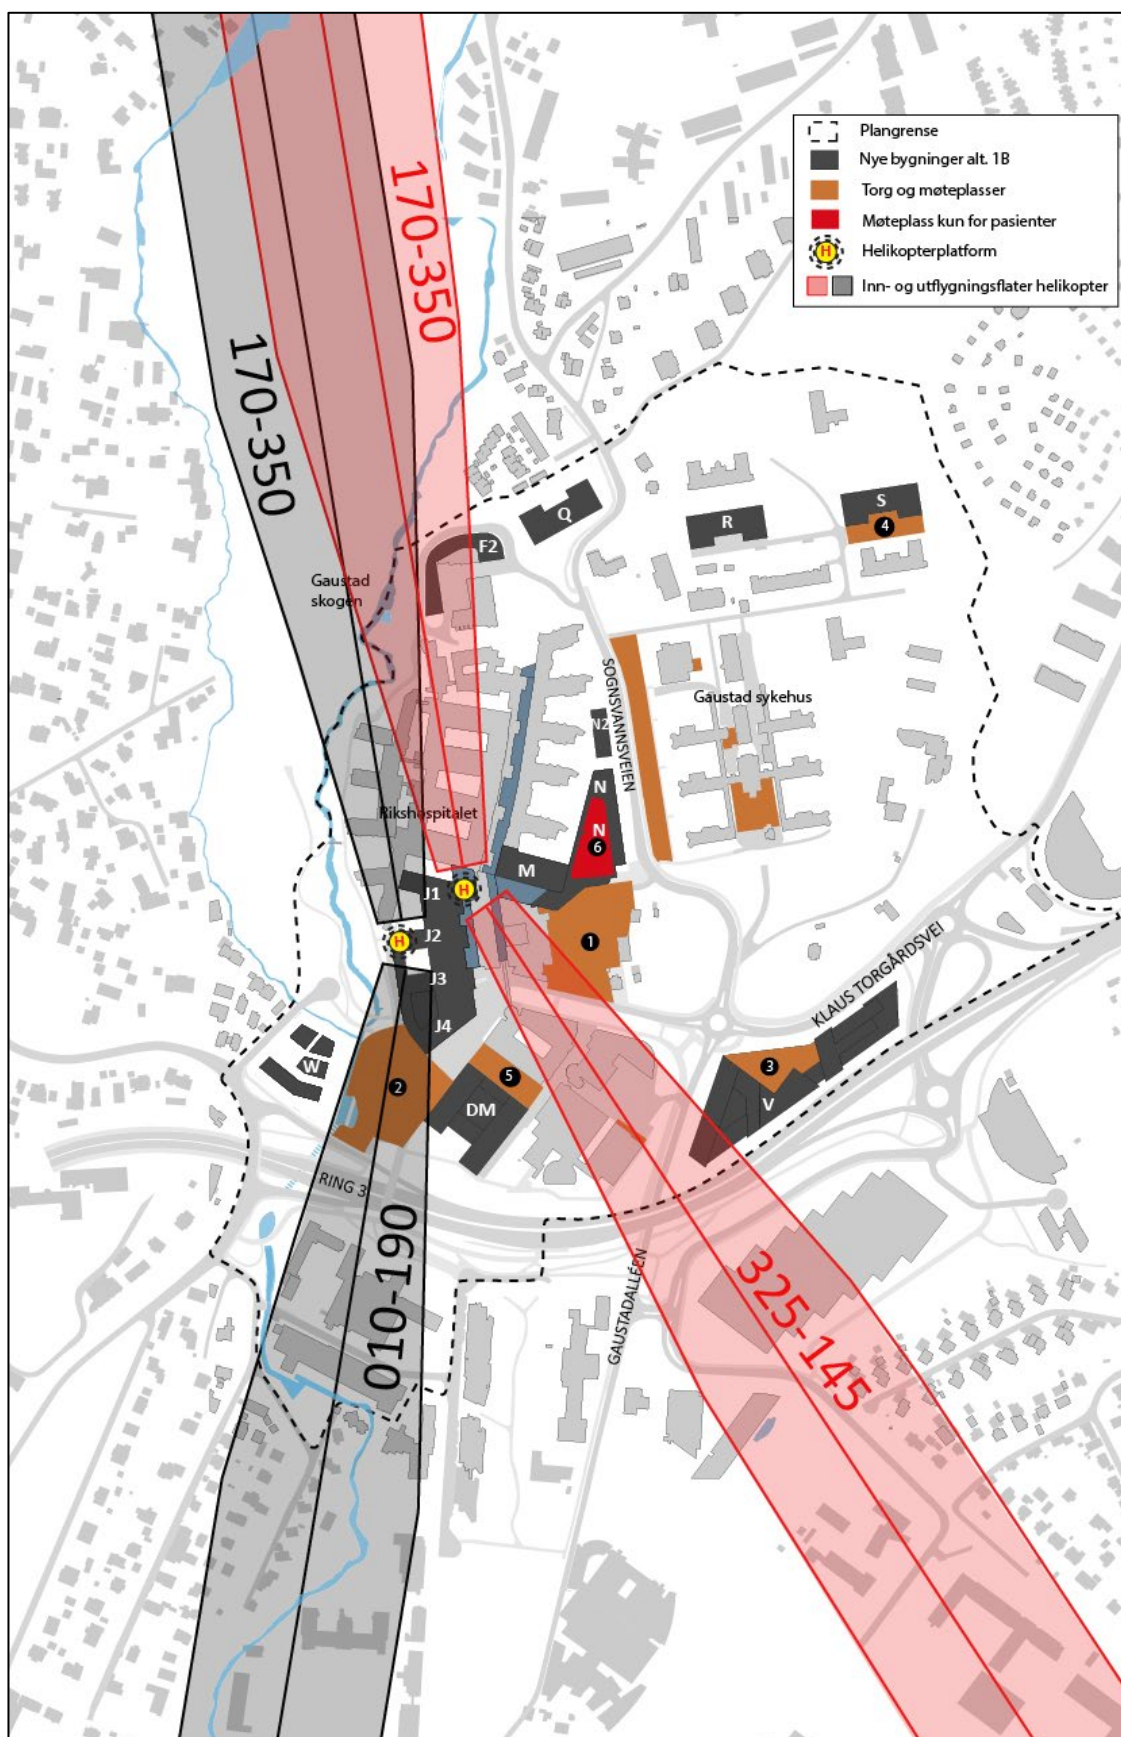 Plangrense
Nye bygninger alt. 1B
Torg og møteplasser
Møteplass kun for pasienter
H
Helikopterplatform
Inn- og utflygningsflater helikopter
170-350
170-350
Q
F2
R
S
4
Gaustad
skogen
SOGNSVANNSVEIEN
Gaustad sykehus
N2
N
N
6
Rikshospitalet
M
J1
H
J2
H
J3
J4
1
KLAUS TORGÅRDSVEI
W
2
5
DM
3
V
RING 3
010-190
GAUSTADALLÉEN
325-145